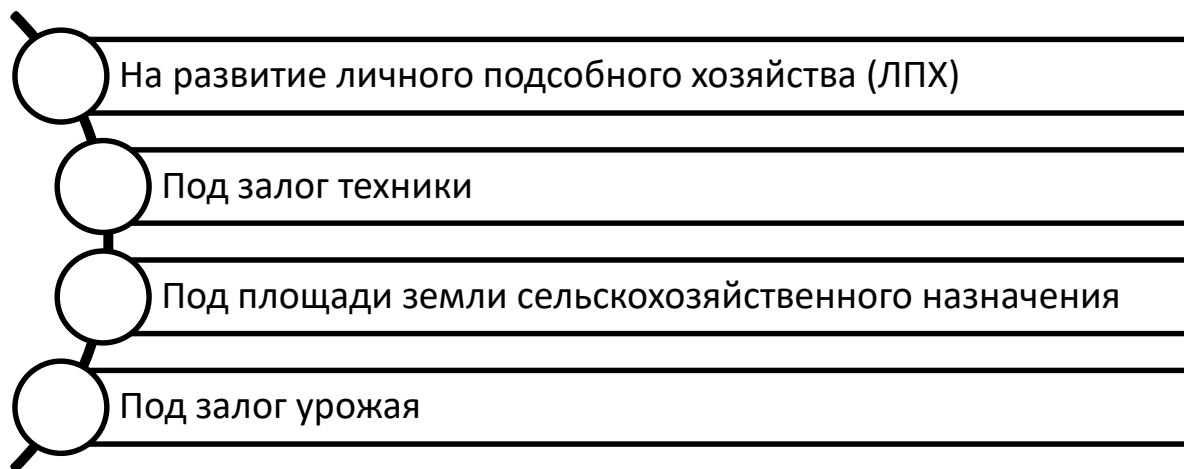 На развитие личного подсобного хозяйства (ЛПХ)
Под залог техники
Под площади земли сельскохозяйственного назначения
Под залог урожая